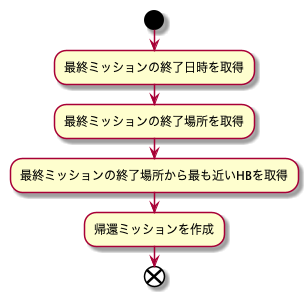 最終ミッションの終了日時を取得
最終ミッションの終了場所を取得
最終ミッションの終了場所から最も近いHBを取得
帰還ミッションを作成